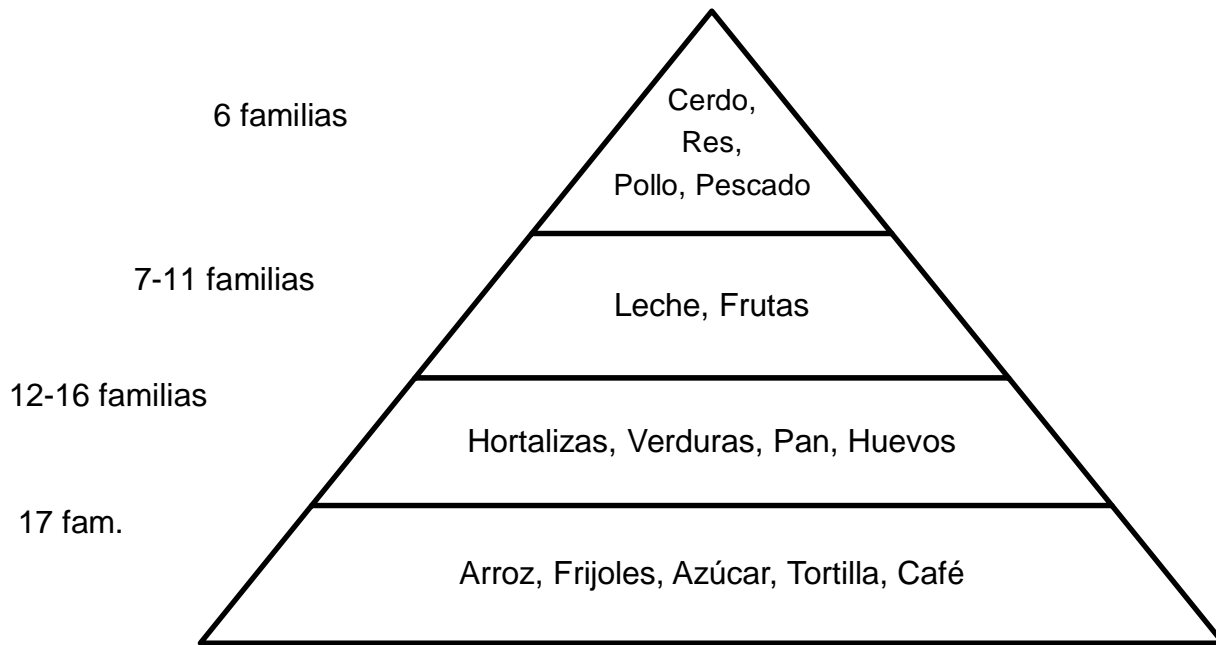 6 familias
Cerdo,
Res,
Pollo, Pescado
7-11 familias
Leche, Frutas
12-16 familias
Hortalizas, Verduras, Pan, Huevos
17 fam.
Arroz, Frijoles, Azúcar, Tortilla, Café